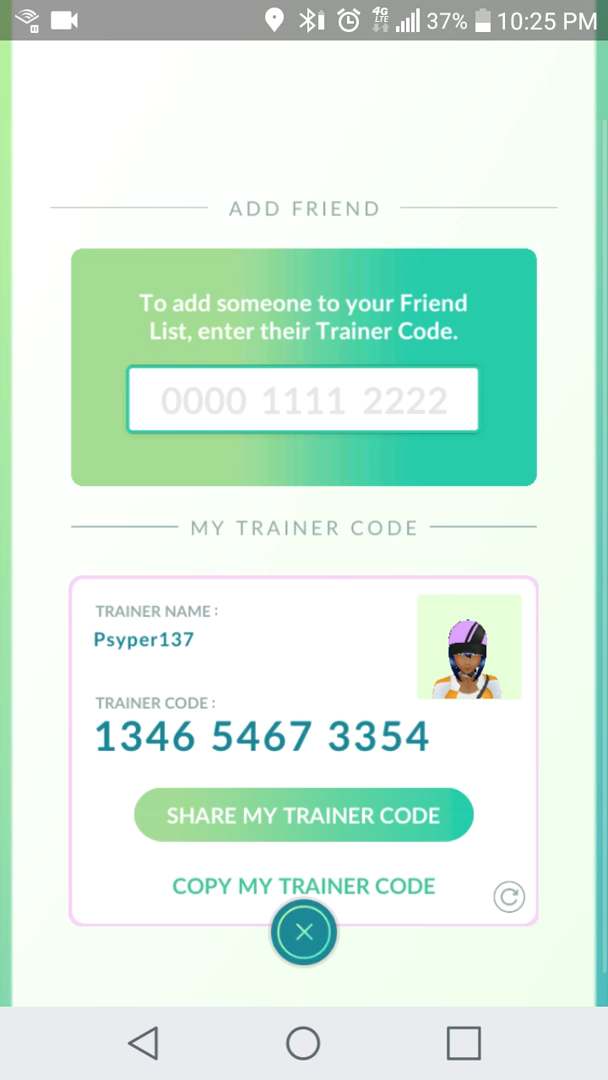 4G LTE 37% 10:25 PM
ADD FRIEND
To add someone to your Friend
List, enter their Trainer Code.
0000 1111 2222
MY TRAINER CODE
TRAINER NAME :
Psyper137
TRAINER CODE :
1346 5467 3354
SHARE MY TRAINER CODE
COPY MY TRAINER CODE